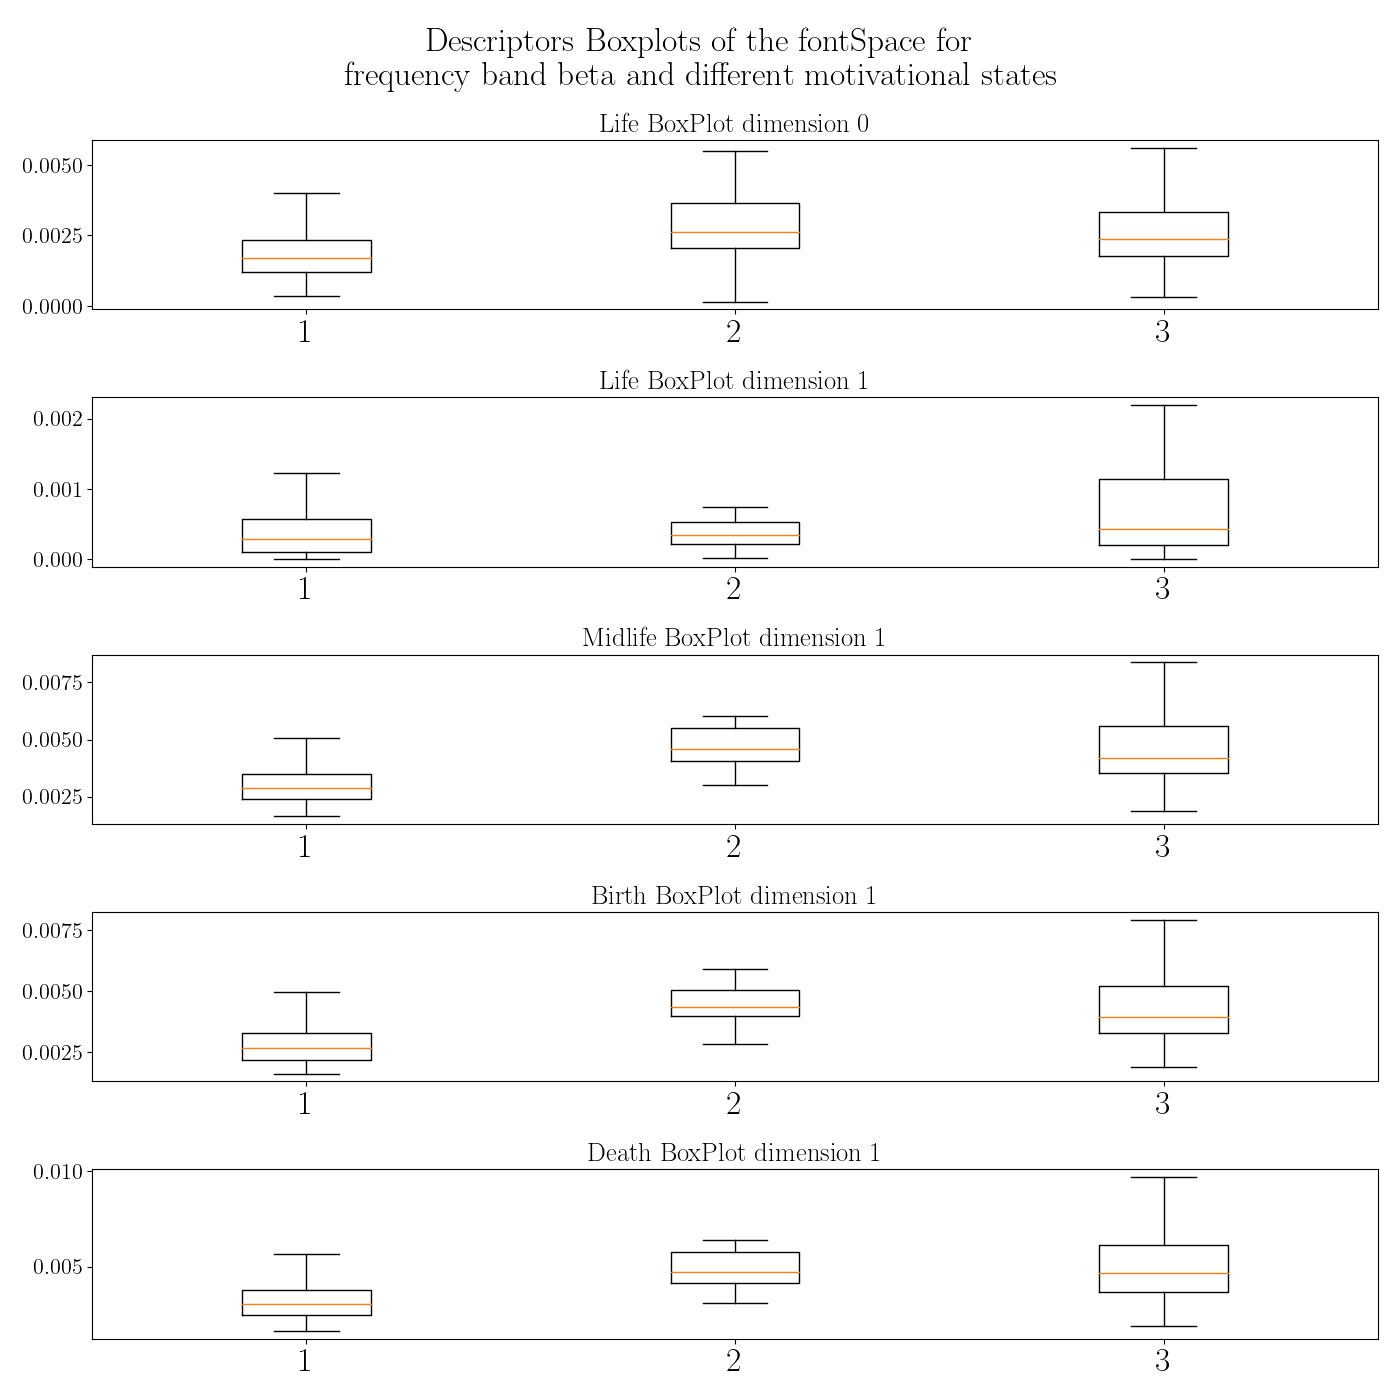 Descriptors Boxplots of the fontSpace for
frequency band beta and different motivational states
Life BoxPlot dimension 0
0.0050
0.0025
0.0000
1 2 3
Life BoxPlot dimension 1
0.002
0.001
0.000
1 2 3
Midlife BoxPlot dimension 1
0.0075
0.0050
0.0025
1 2 3
Birth BoxPlot dimension 1
0.0075
0.0050
0.0025
1 2 3
Death BoxPlot dimension 1
0.010
0.005
1 2 3